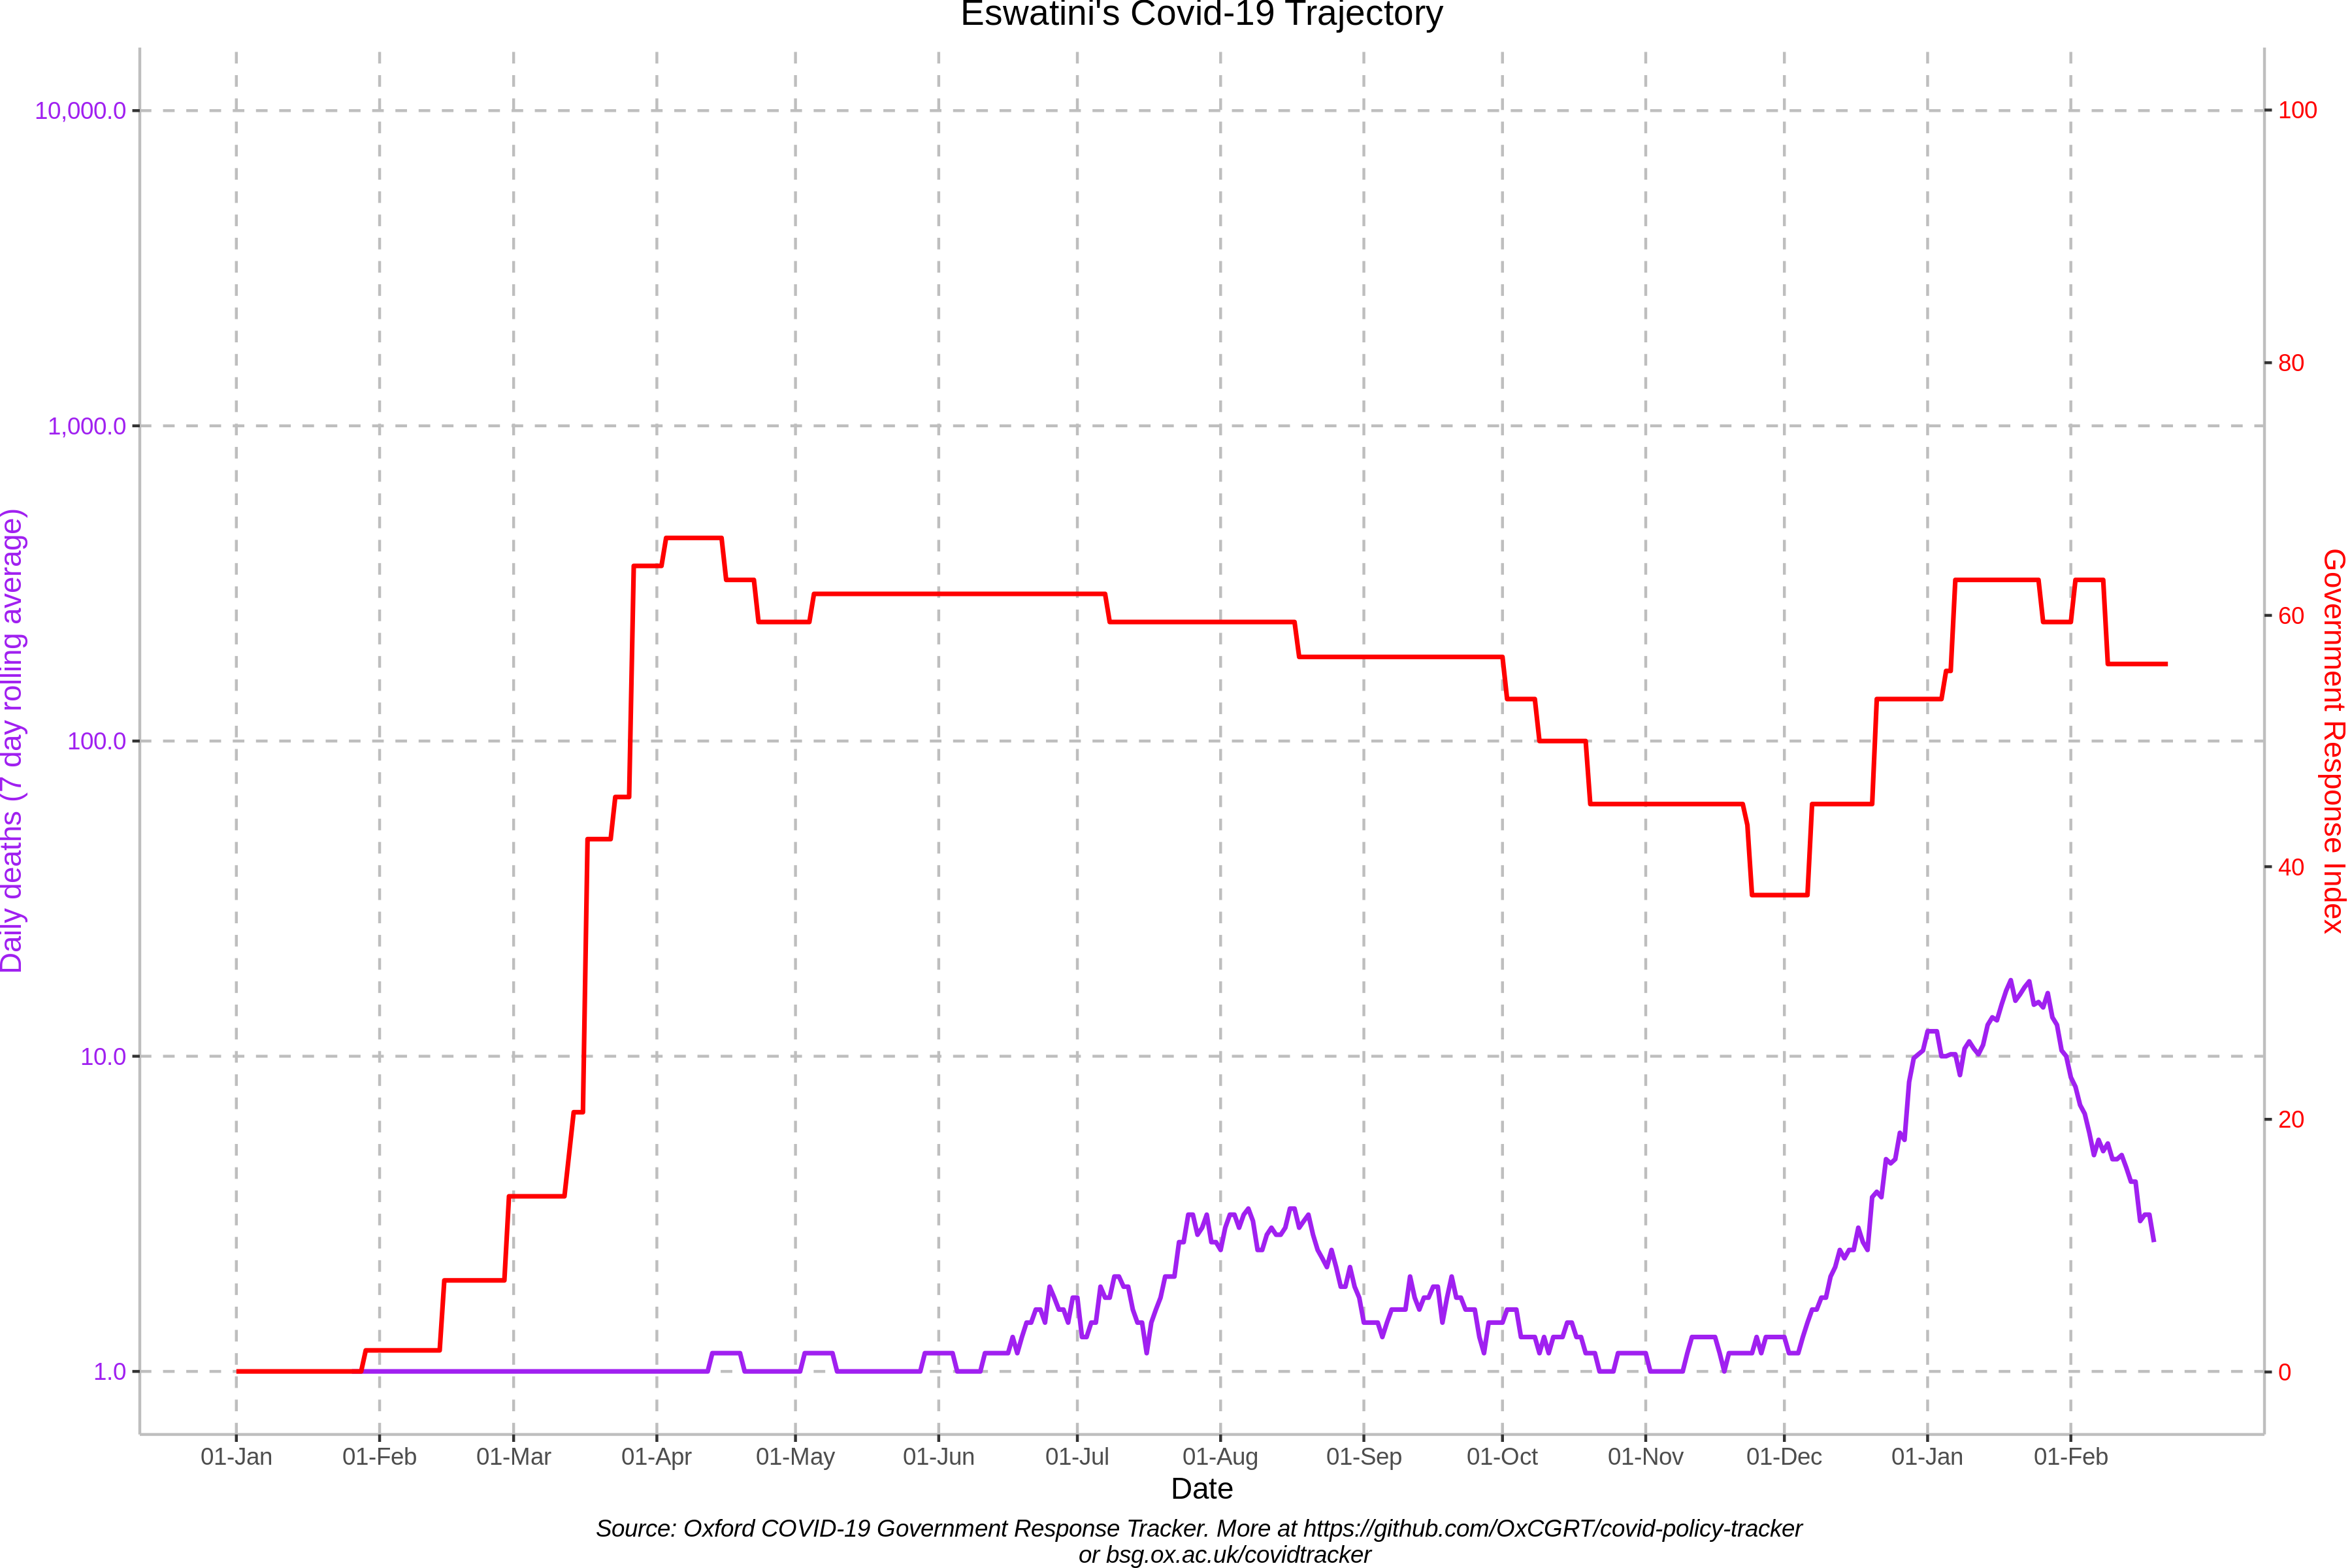 Eswatini's Covid-19 Trajectory
10,000.0
1,000.0
100.0
10.0
1.0
Daily deaths (7 day rolling average)
100
80
60
40
20
0
Government Response Index
01-Jan 01-Feb 01-Mar 01-Apr 01-May 01-Jun 01-Jul 01-Aug 01-Sep 01-Oct 01-Nov 01-Dec 01-Jan 01-Feb
Date
Source: Oxford COVID-19 Government Response Tracker. More at https://github.com/OxCGRT/covid-policy-tracker
or bsg.ox.ac.uk/covidtracker